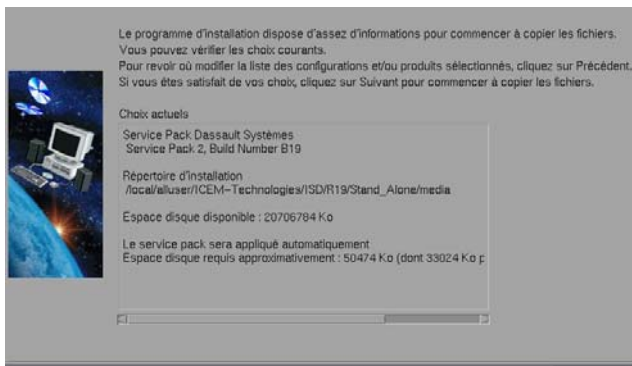 Le programme d'installation dispose d'assez d'informations pour commencer à copier les fichiers.
Vous pouvez vérifier les choix courants.
Pour revoir où modifier la liste des configurations et/ou produits sélectionnés, cliquez sur Précédent.
Si vous êtes satisfait de vos choix, cliquez sur Suivant pour commencer à copier les fichiers.
Choix actuels
Service Pack Dassault Systèmes
Service Pack 2, Build Number B19
Répertoire d'installation
/local/alluser/ICEM-Technologies/ISD/R19/Stand_Alone/media
Espace disque disponible : 20706784 Ko
Le service pack sera appliqué automatiquement
Espace disque requis approximativement : 50474 Ko (dont 33024 Ko p